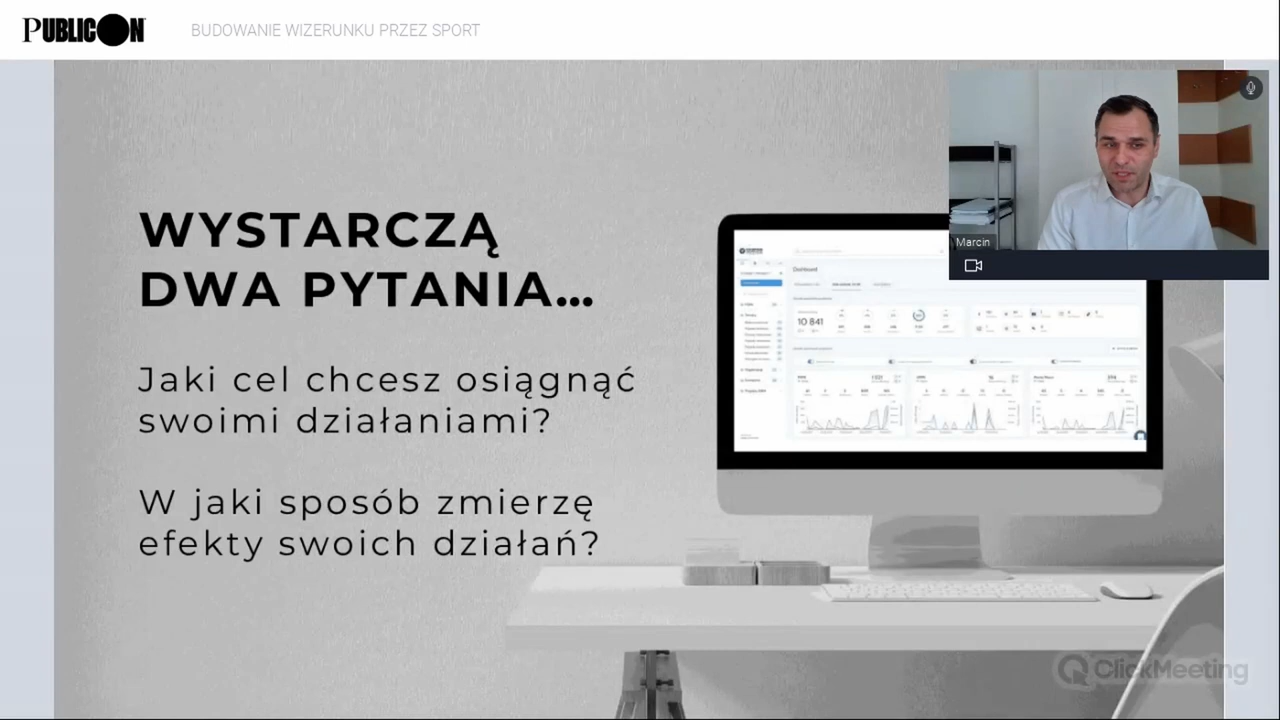 PUBLICON
BUDOWANIE WIZERUNKU PRZEZ SPORT
Marcin
WYSTARCZĄ
DWA PYTANIA...
Jaki cel chcesz osiągnąć
swoimi działaniami?
W jaki sposób zmierzę
efekty swoich działań?
Dashboard
10 841
ClickMeeting